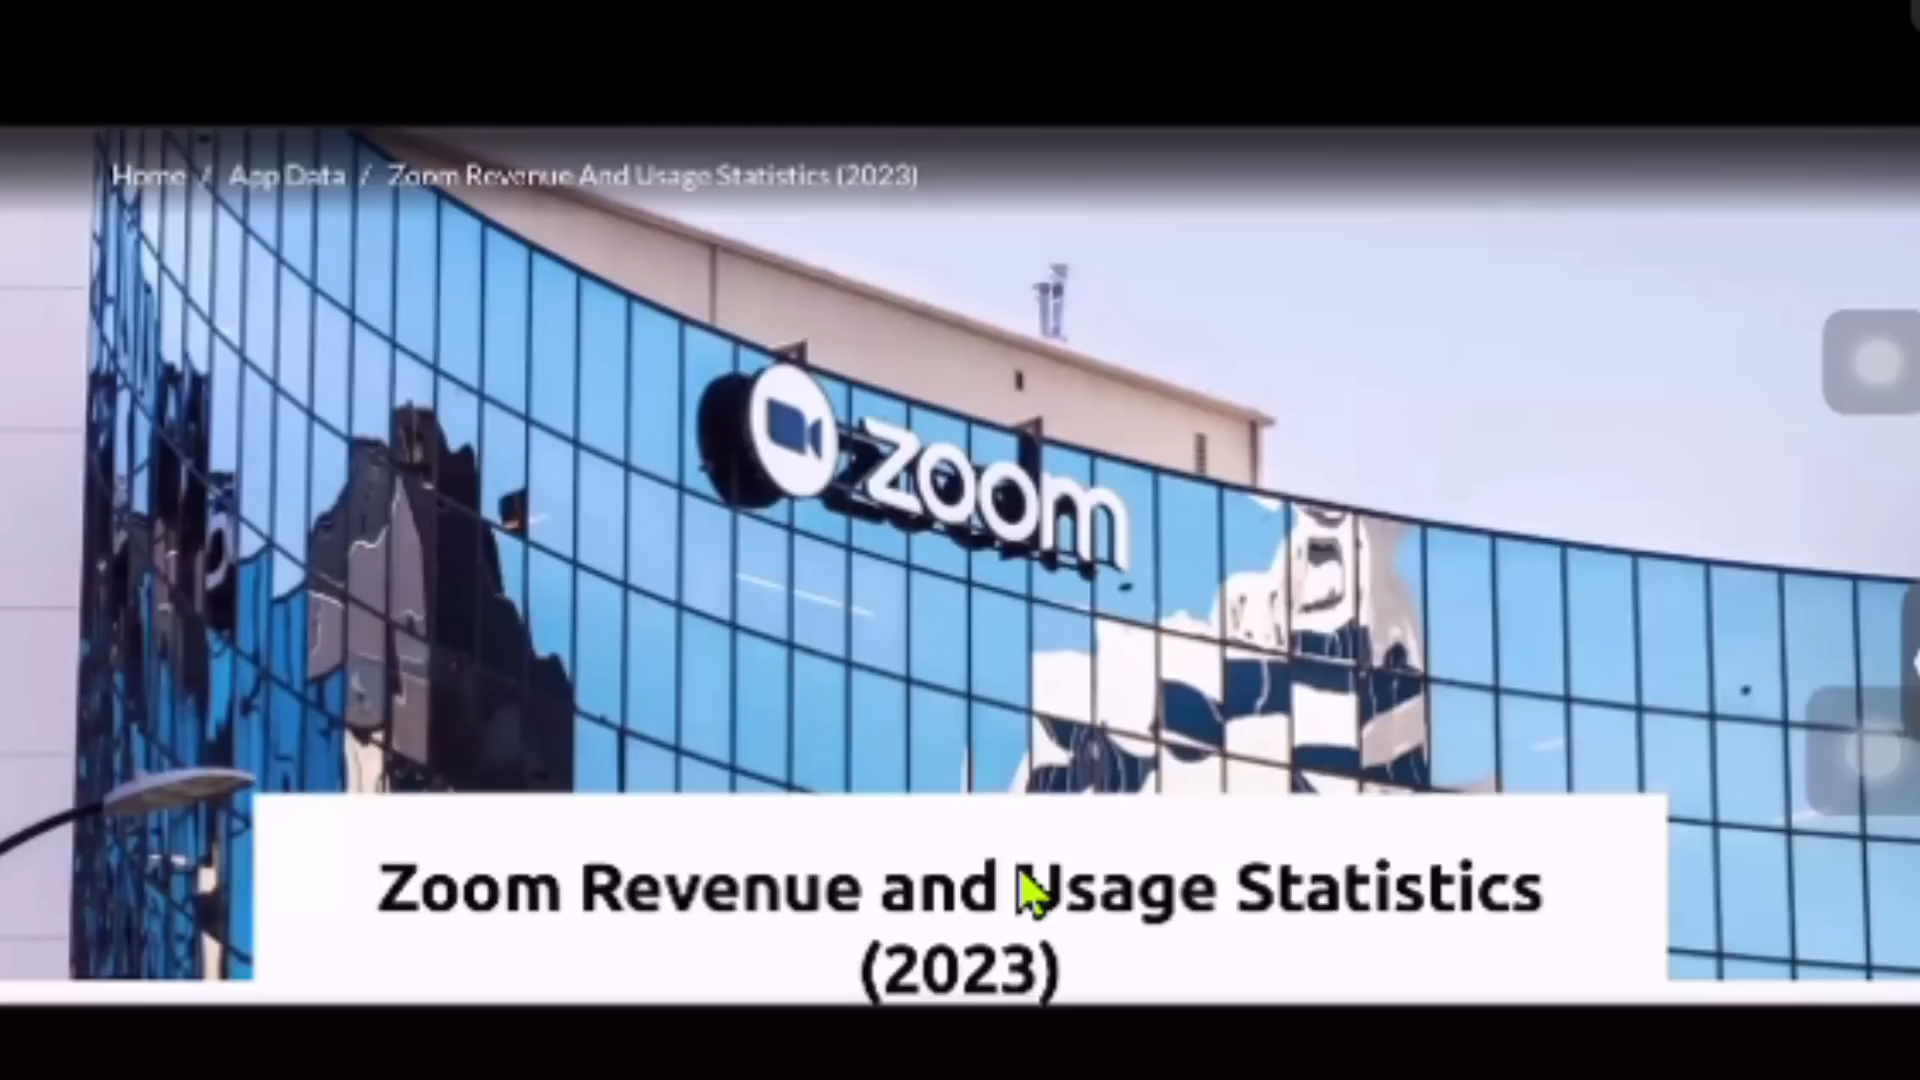 Home / App Data / Zoom Revenue And Usage Statistics (2023)
zoom
Zoom Revenue and Usage Statistics
(2023)